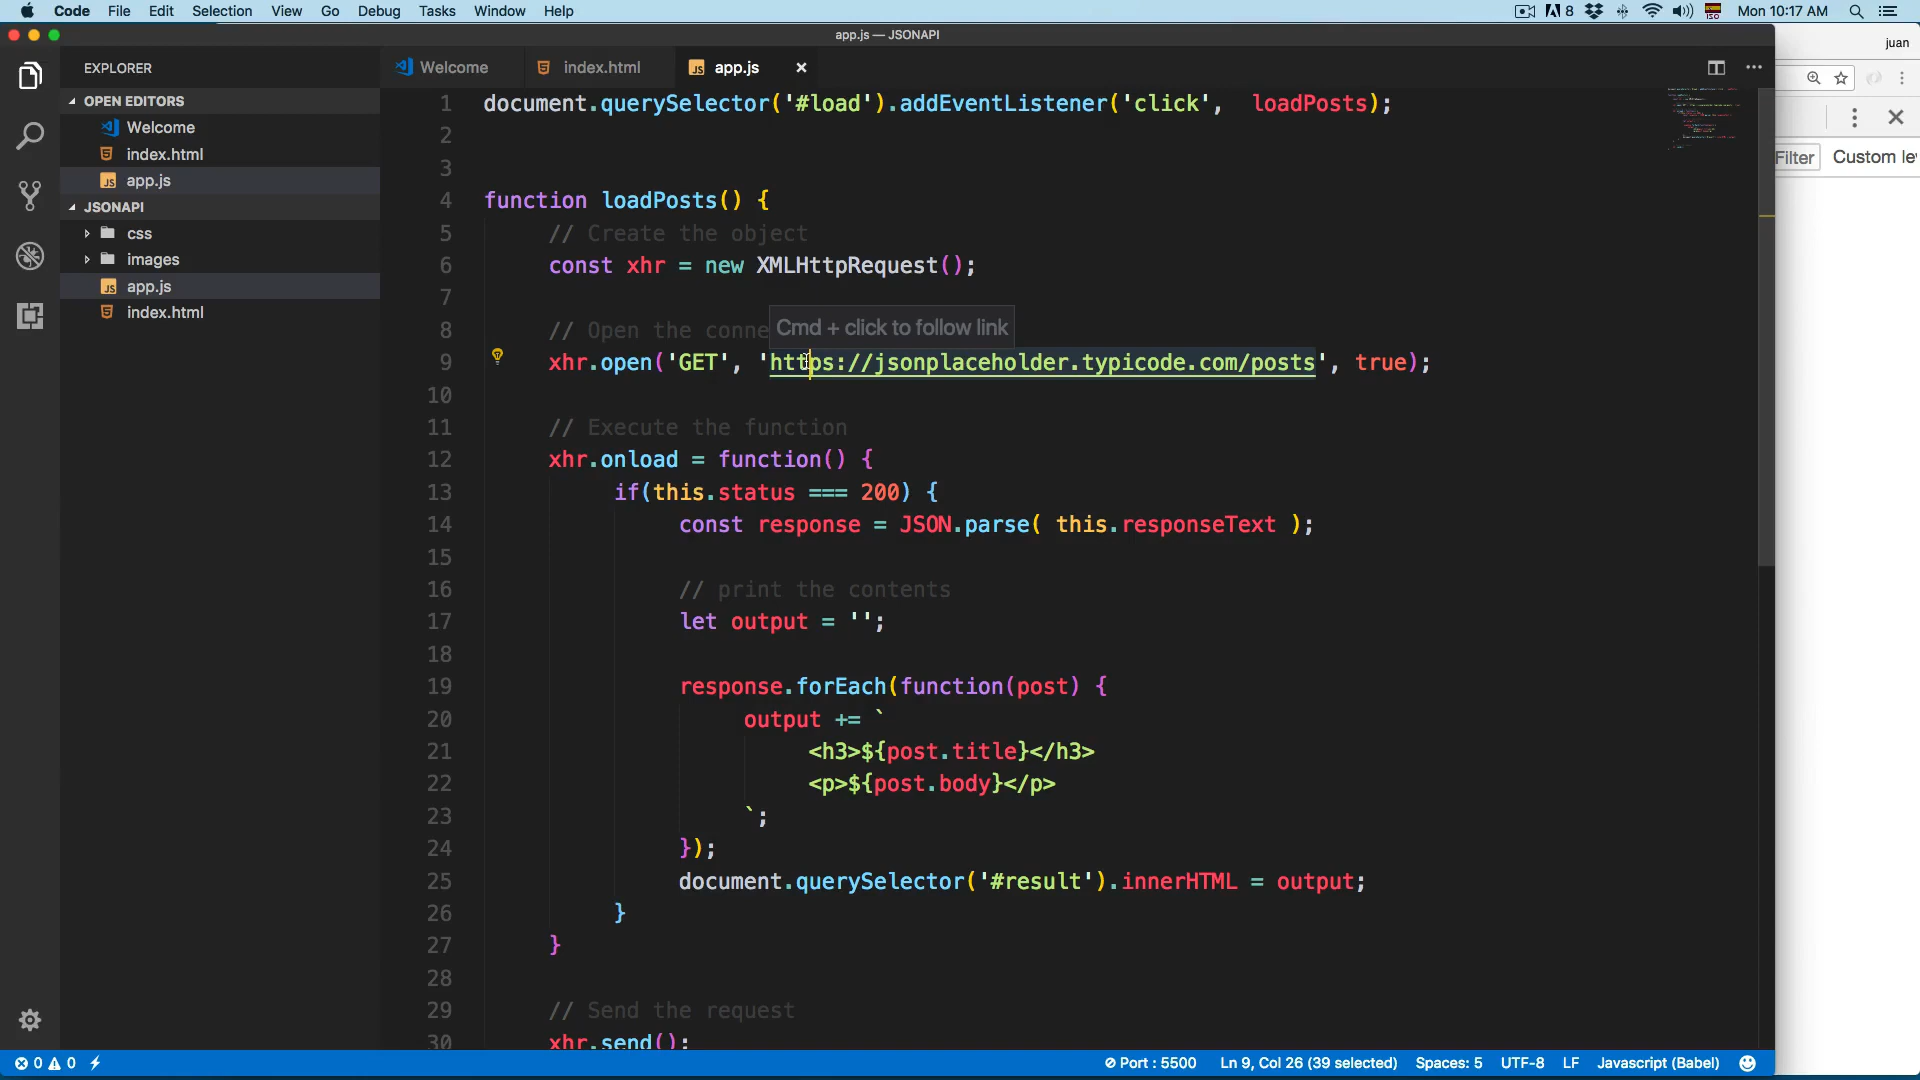 Code File Edit Selection View Go Debug Tasks Window Help 8 ISO Mon 10:17 AM
app.js — JSONAPI
juan
EXPLORER
OPEN EDITORS
Welcome
index.html
app.js
JSONAPI
css
images
app.js
index.html
Welcome index.html app.js
1 document.querySelector('#load').addEventListener('click', loadPosts);
2
3
4 function loadPosts() {
5 // Create the object
6 const xhr = new XMLHttpRequest();
7
8 // Open the conne
Cmd + click to follow link
9 xhr.open('GET', 'https://jsonplaceholder.typicode.com/posts', true);
10
11 // Execute the function
12 xhr.onload = function() {
13 if(this.status === 200) {
14 const response = JSON.parse( this.responseText );
15
16 // print the contents
17 let output = '';
18
19 response.forEach(function(post) {
20 output += `
21 <h3>${post.title}</h3>
22 <p>${post.body}</p>
23 `;
24 });
25 document.querySelector('#result').innerHTML = output;
26 }
27 }
28
29 // Send the request
30 xhr.send();
Filter Custom le
0 0 Port : 5500 Ln 9, Col 26 (39 selected) Spaces: 5 UTF-8 LF Javascript (Babel)